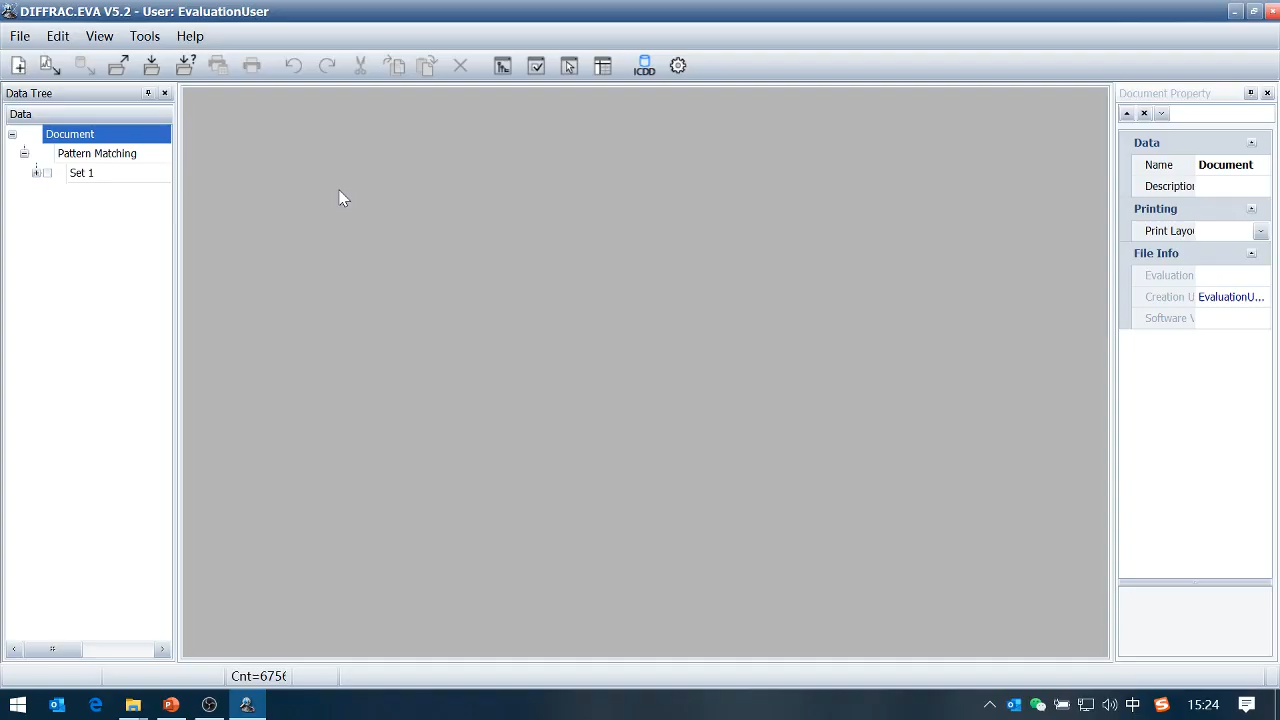 DIFFRAC.EVA V5.2 - User: EvaluationUser
File Edit View Tools Help
ICDD
Data Tree
Data
Document
Pattern Matching
Set 1
Document Property
Data
Name Document
Description
Printing
Print Layou
File Info
Evaluation
Creation U EvaluationU...
Software V
Cnt=6756
中
15:24